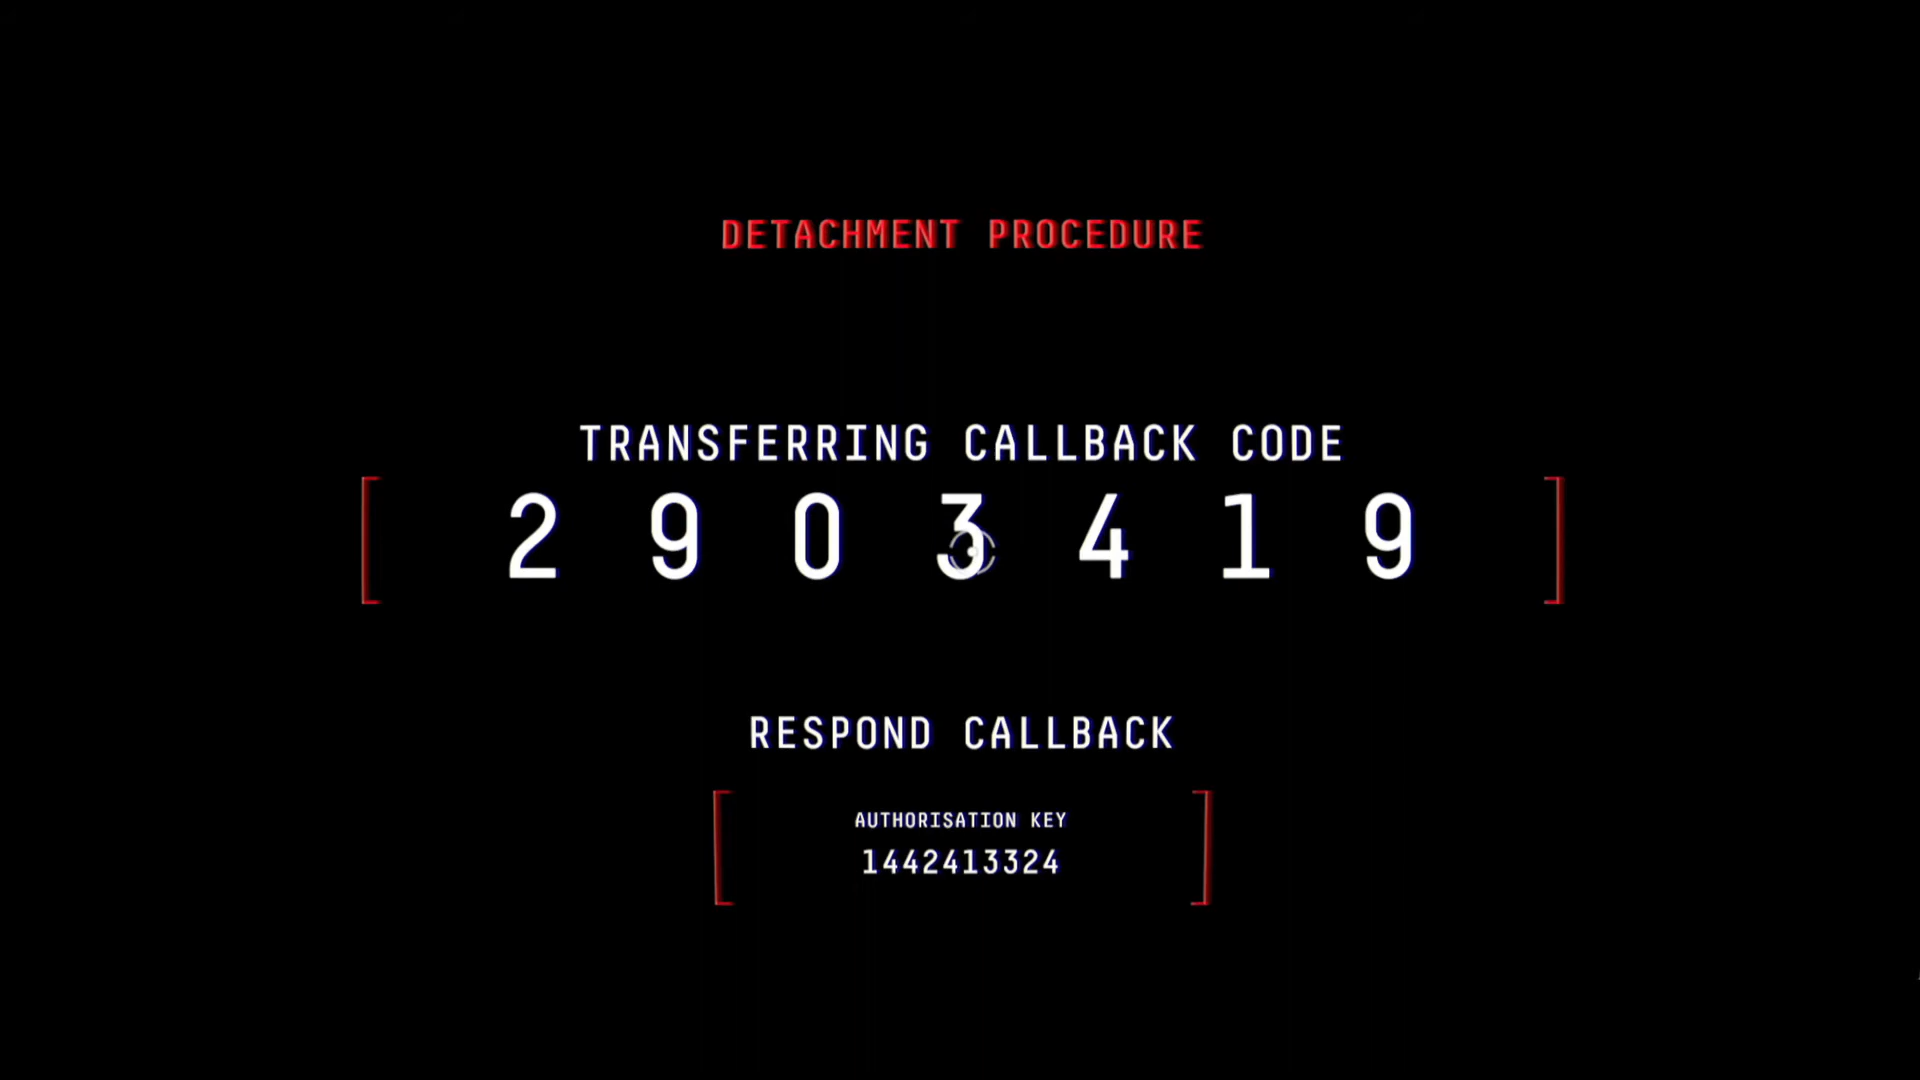 DETACHMENT PROCEDURE
TRANSFERRING CALLBACK CODE
2 9 0 3 4 1 9
RESPOND CALLBACK
AUTHORISATION KEY
1442413324